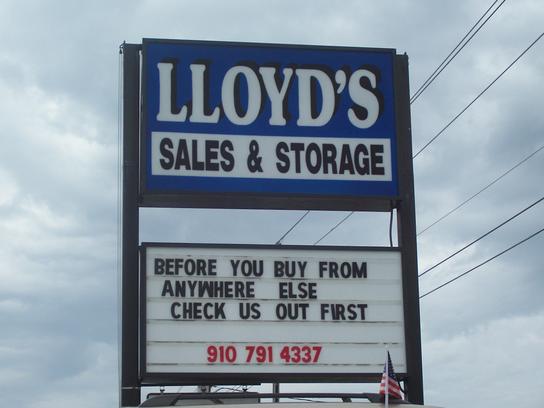 LLOYD'S
SALES & STORAGE
BEFORE YOU BUY FROM
ANYWHERE ELSE
CHECK US OUT FIRST
910 791 4337